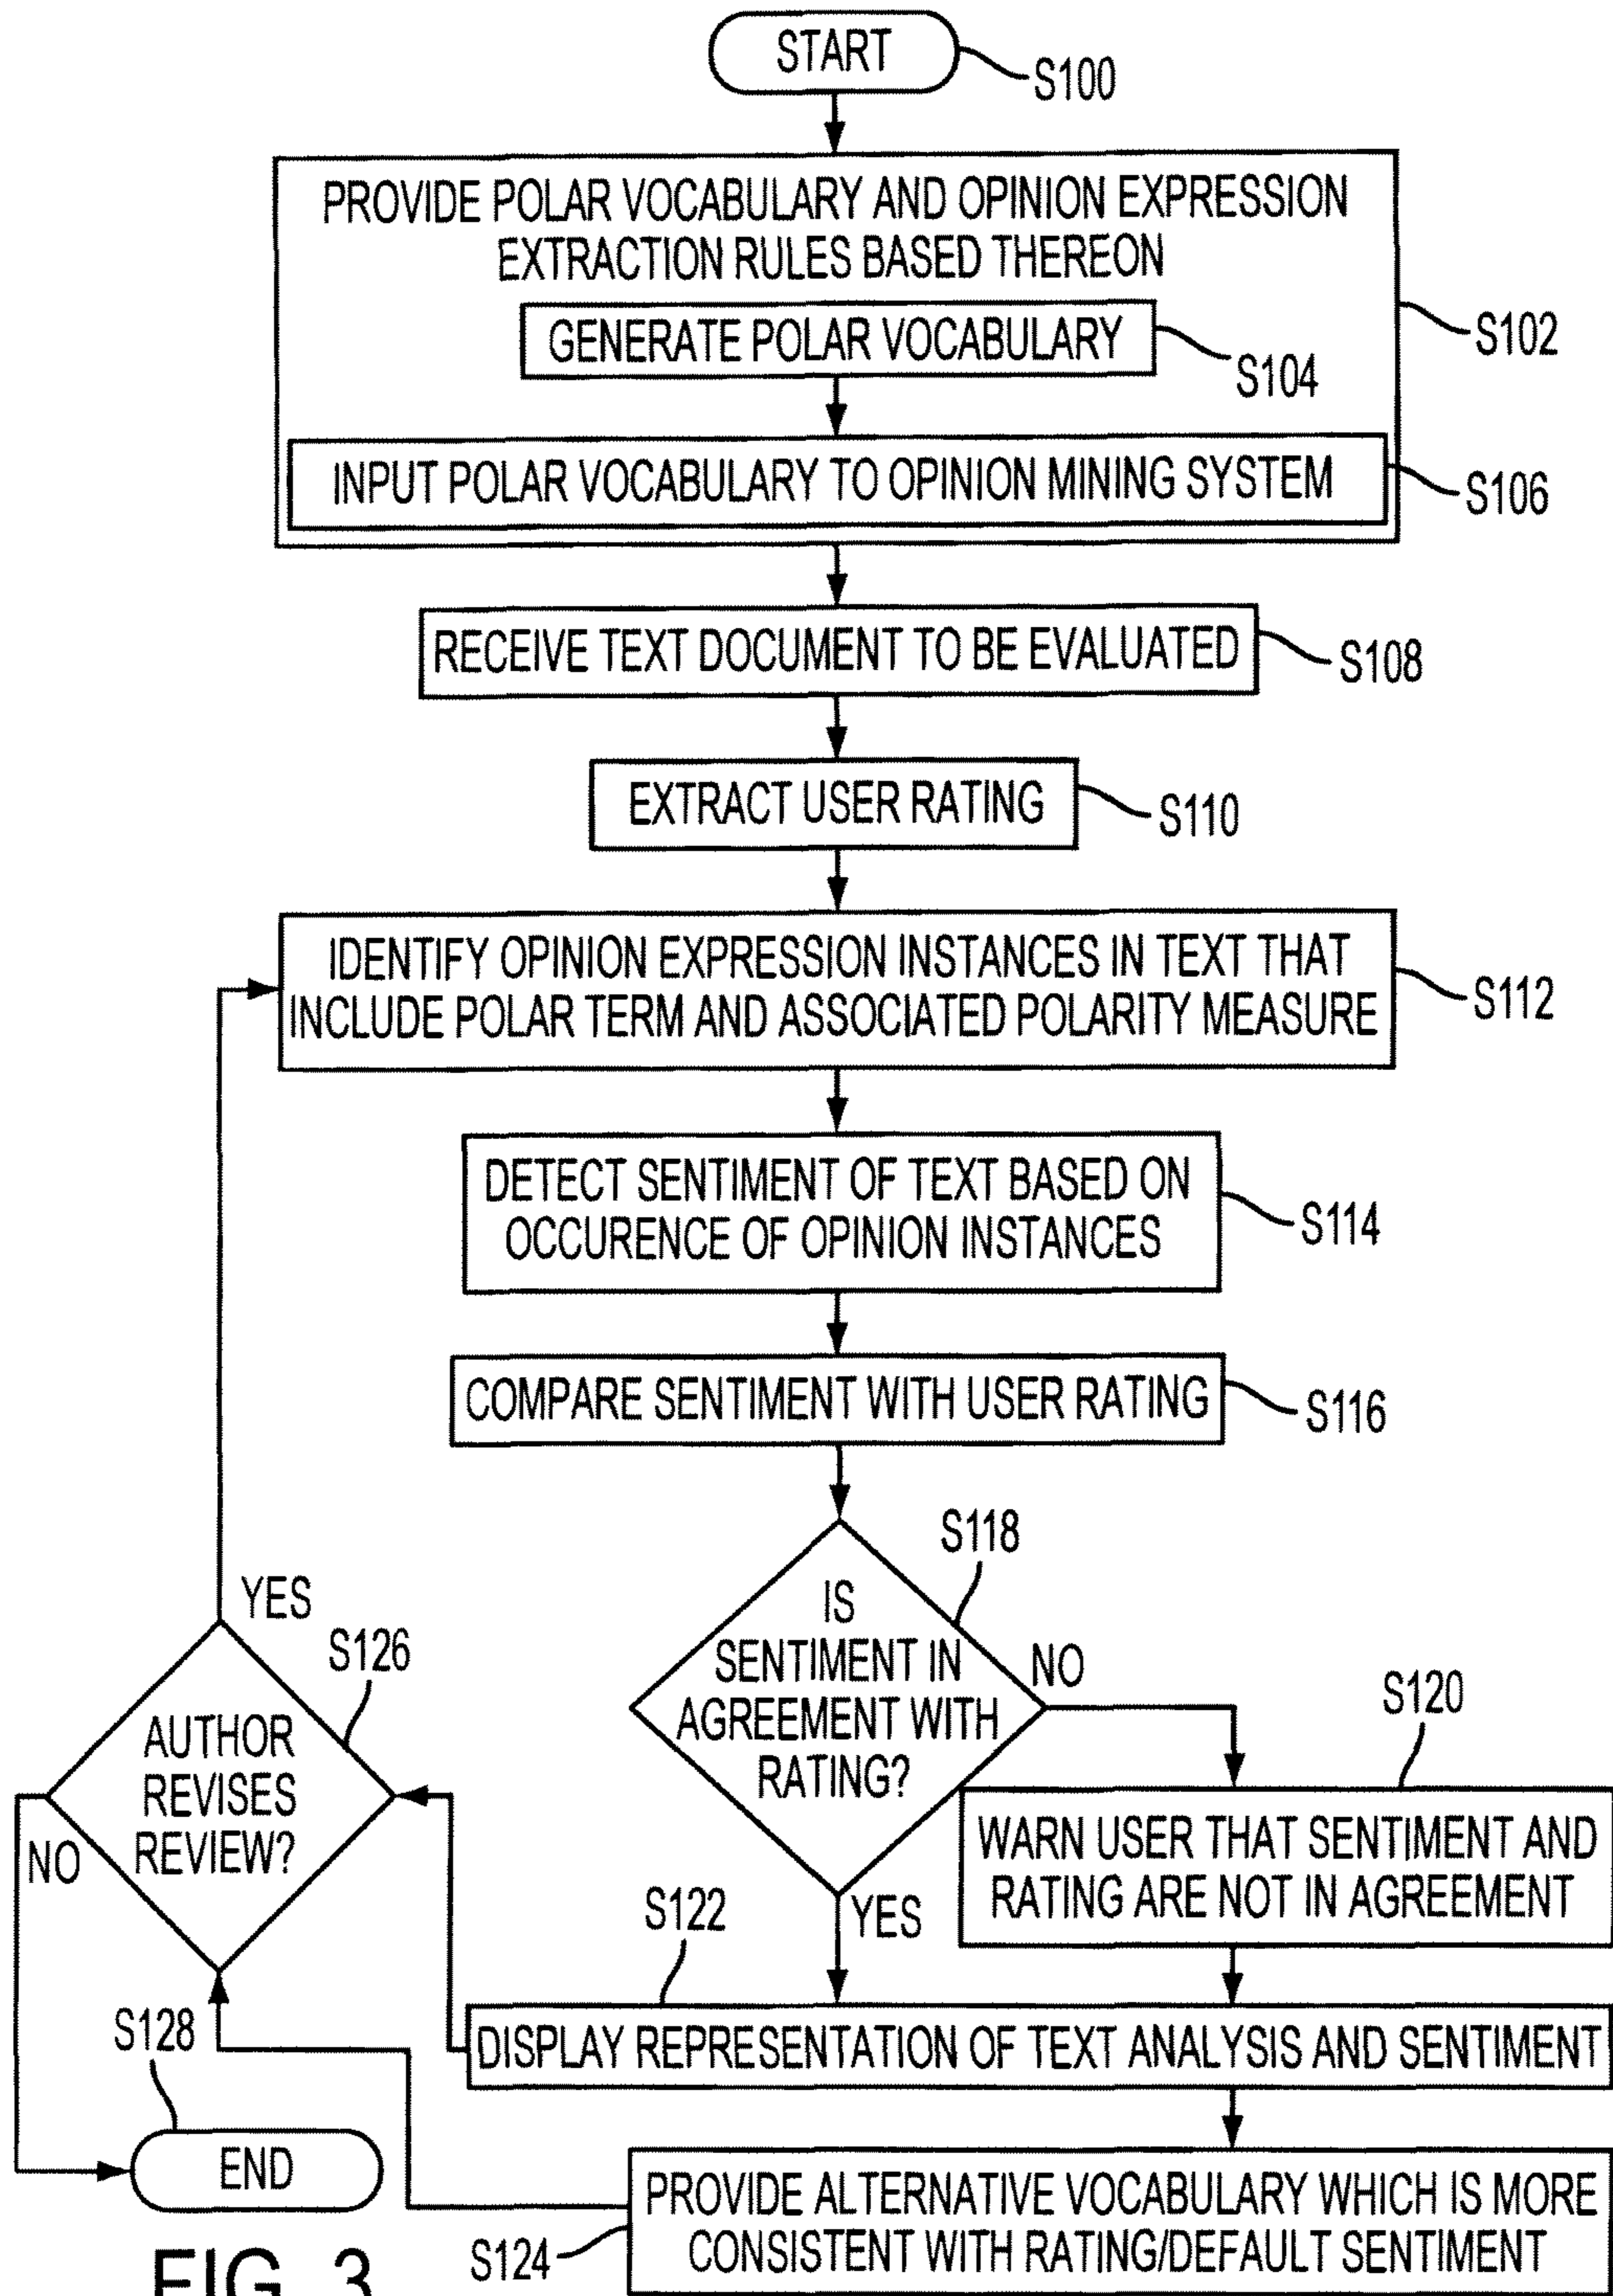 START
S100
PROVIDE POLAR VOCABULARY AND OPINION EXPRESSION
EXTRACTION RULES BASED THEREON
S102
GENERATE POLAR VOCABULARY
S104
INPUT POLAR VOCABULARY TO OPINION MINING SYSTEM
S106
RECEIVE TEXT DOCUMENT TO BE EVALUATED
S108
EXTRACT USER RATING
S110
IDENTIFY OPINION EXPRESSION INSTANCES IN TEXT THAT
INCLUDE POLAR TERM AND ASSOCIATED POLARITY MEASURE
S112
DETECT SENTIMENT OF TEXT BASED ON
OCCURENCE OF OPINION INSTANCES
S114
COMPARE SENTIMENT WITH USER RATING
S116
S118
IS
SENTIMENT IN
AGREEMENT WITH
RATING?
NO
YES
S120
WARN USER THAT SENTIMENT AND
RATING ARE NOT IN AGREEMENT
S122
DISPLAY REPRESENTATION OF TEXT ANALYSIS AND SENTIMENT
YES
S126
AUTHOR
REVISES
REVIEW?
NO
S128
END
PROVIDE ALTERNATIVE VOCABULARY WHICH IS MORE
CONSISTENT WITH RATING/DEFAULT SENTIMENT
S124
FIG. 3